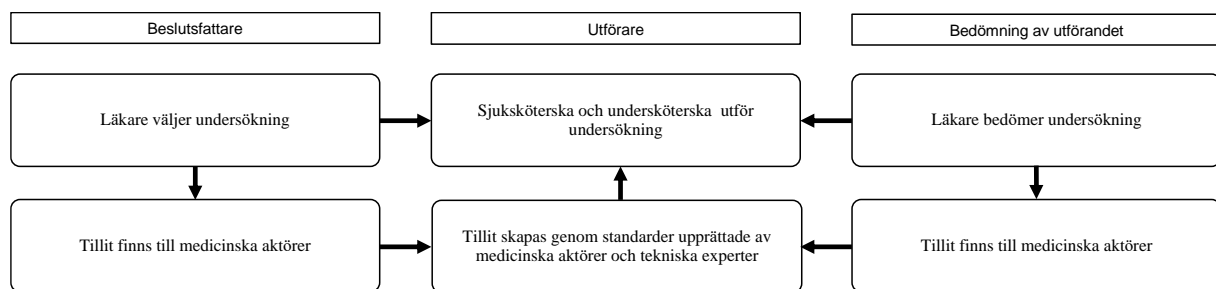 Beslutsfattare
Utförare
Bedömning av utförandet
Läkare väljer undersökning
Sjuksköterska och undersköterska utför
undersökning
Läkare bedömer undersökning
Tillit finns till medicinska aktörer
Tillit skapas genom standarder upprättade av
medicinska aktörer och tekniska experter
Tillit finns till medicinska aktörer